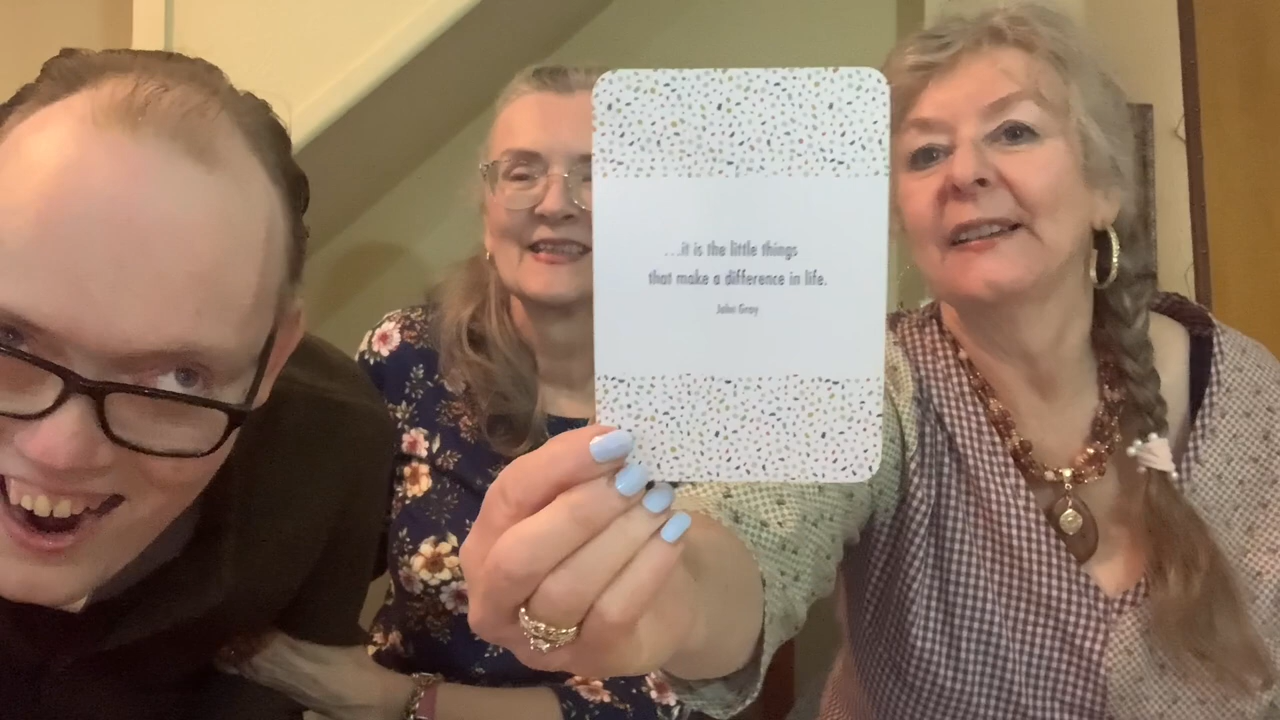 ...it is the little things
that make a difference in life.
John Gray